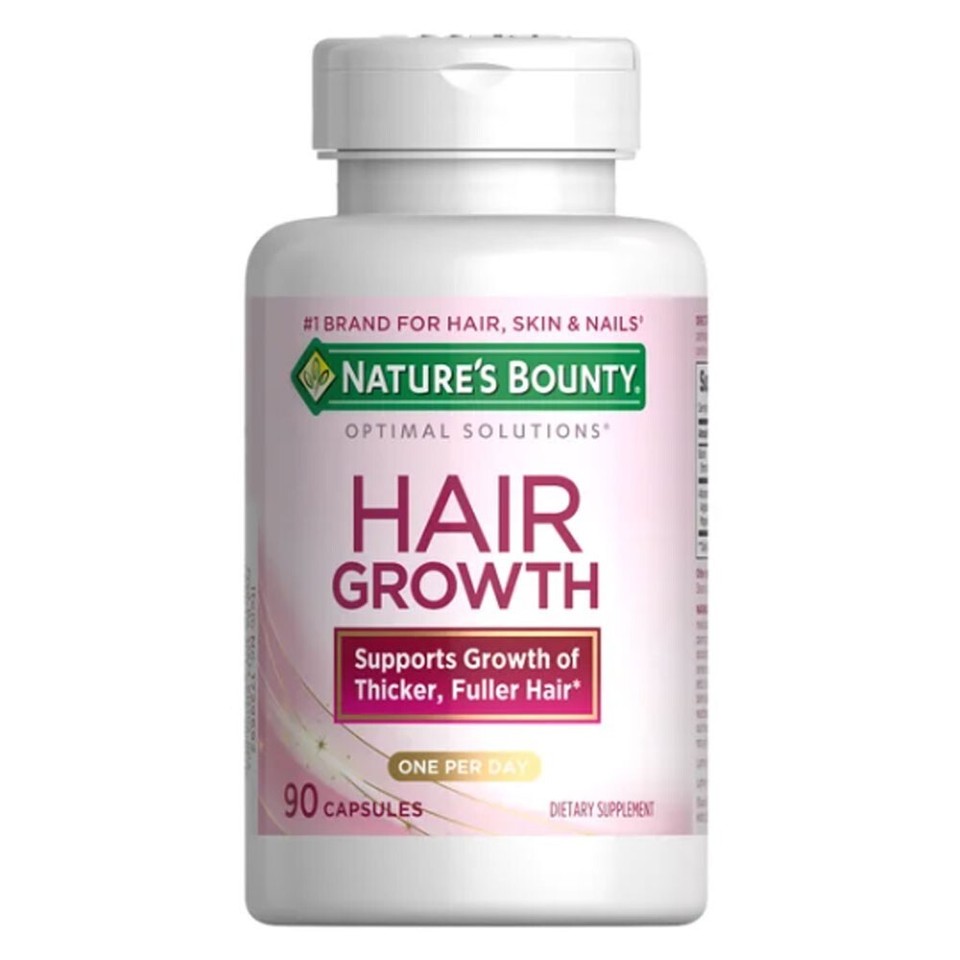 #1 BRAND FOR HAIR, SKIN & NAILS◊
NATURE'S BOUNTY®
OPTIMAL SOLUTIONS®
HAIR
GROWTH
Supports Growth of
Thicker, Fuller Hair*
ONE PER DAY
90 CAPSULES
DIETARY SUPPLEMENT